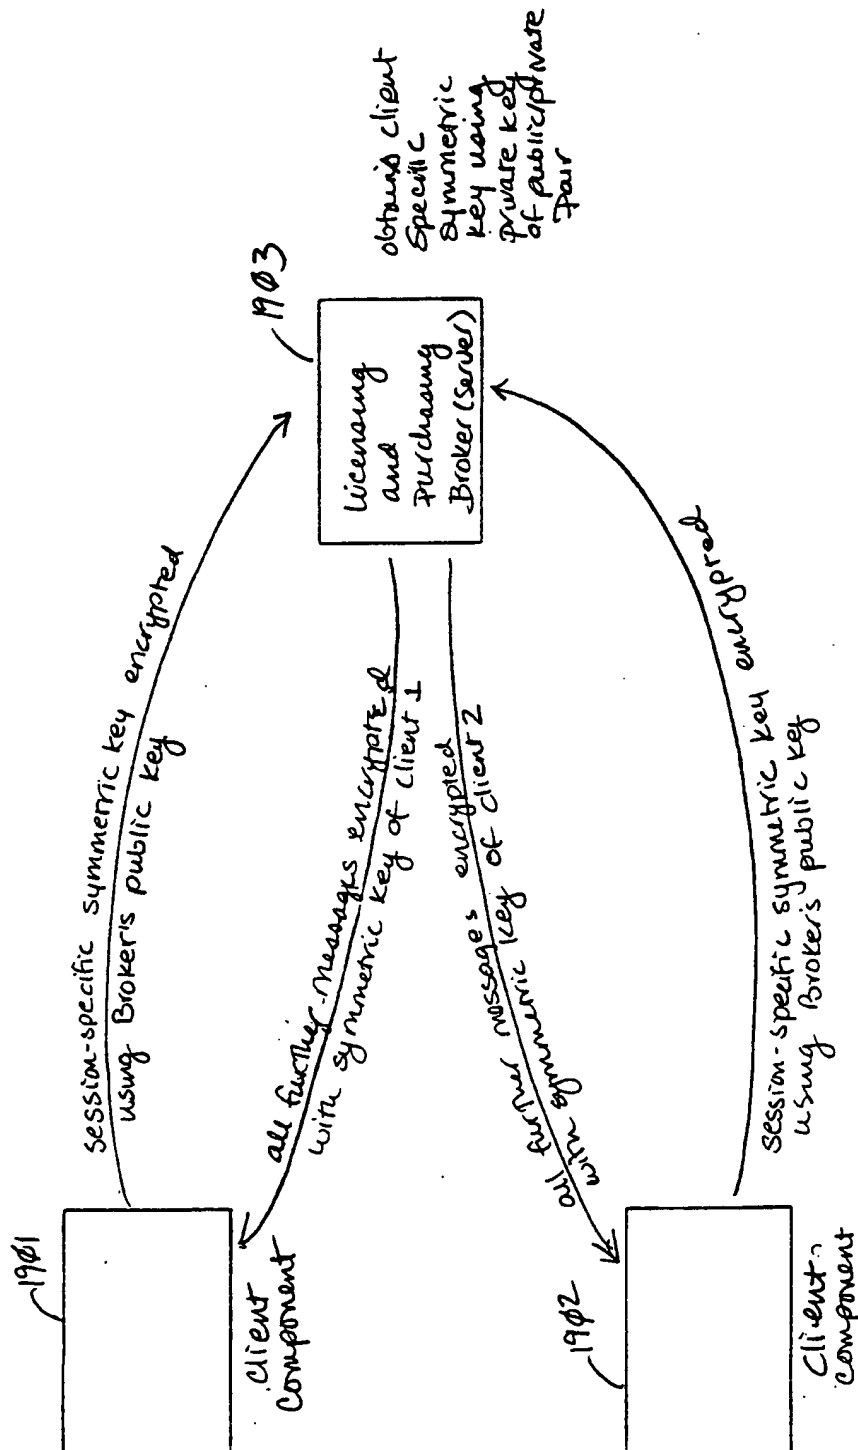 1901
client
component
session-specific symmetric key encrypted
using Broker's public key
all further messages encrypted
with symmetric key of client 1
1903
Licensing
and
Purchasing
Broker (Server)
obtains client
specific
symmetric
key using
private key
of public/private
pair
1902
client
component
all further messages encrypted
with symmetric key of client 2
session-specific symmetric key encrypted
using Broker's public key